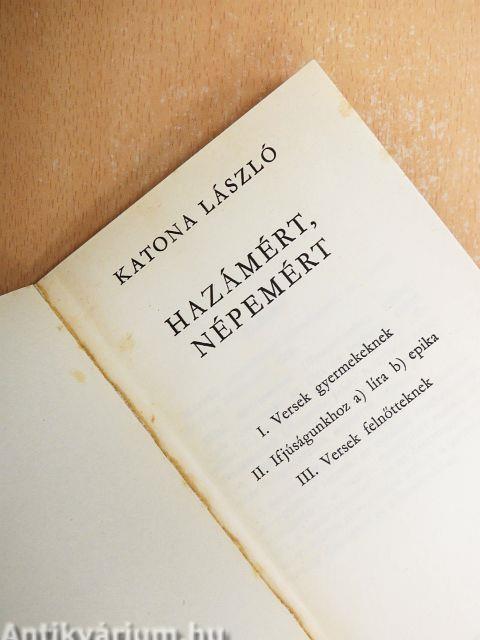 KATONA LÁSZLÓ
HAZÁMÉRT,
NÉPEMÉRT
I. Versek gyermekeknek
II. Ifjúságunkhoz a) líra b) epika
III. Versek felnőtteknek
Antikvárium.hu